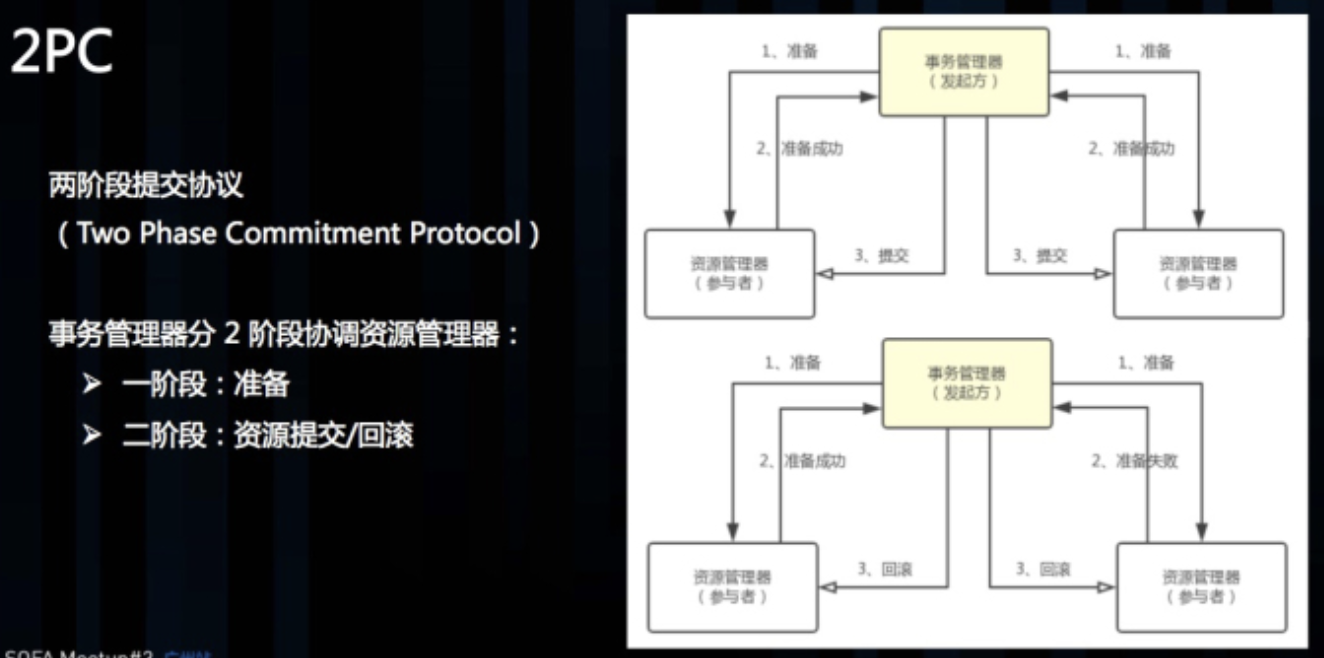 2PC
两阶段提交协议
（Two Phase Commitment Protocol）
事务管理器分 2 阶段协调资源管理器：
➢ 一阶段：准备
➢ 二阶段：资源提交/回滚
1、准备
事务管理器
（发起方）
1、准备
2、准备成功
2、准备成功
资源管理器
（参与者）
3、提交
3、提交
资源管理器
（参与者）
1、准备
事务管理器
（发起方）
1、准备
2、准备成功
2、准备失败
资源管理器
（参与者）
3、回滚
3、回滚
资源管理器
（参与者）
SOFA Meetup#2 广州站